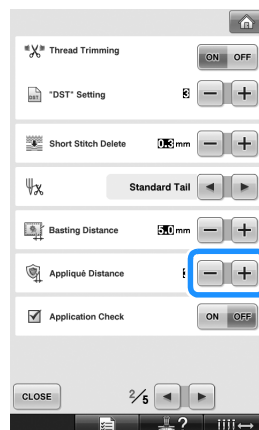 Thread Trimming ON OFF
DST
"DST" Setting 3 − +
Short Stitch Delete 0.3 mm − +
Standard Tail
Basting Distance 5.0 mm − +
Appliqué Distance − +
Application Check ON OFF
CLOSE 2/5
?